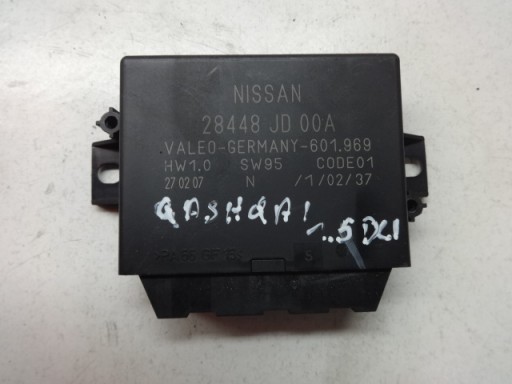 NISSAN
28448 JD 00A
VALEO-GERMANY-601.969
HW1.0 SW95 CODE01
270207 N /1/02/37
QASHQAI
1.5 DCI